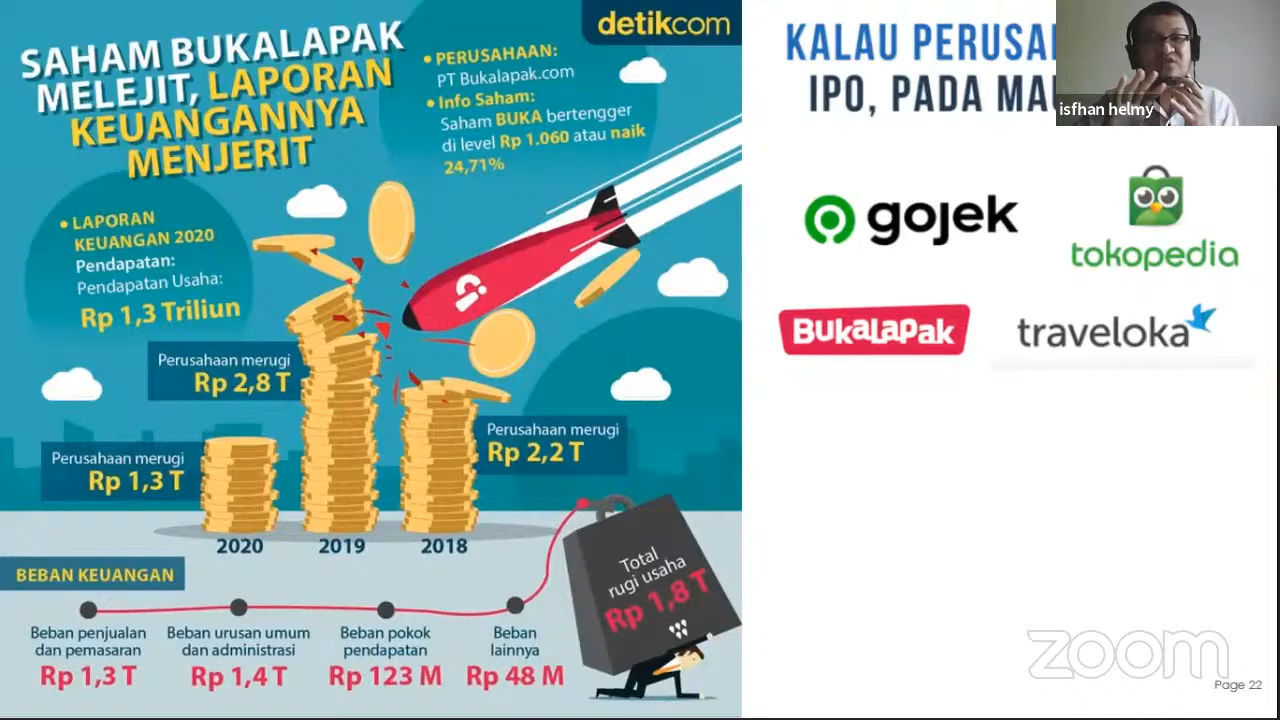 SAHAM BUKALAPAK
MELEJIT, LAPORAN
KEUANGANNYA
MENJERIT
detikcom
• PERUSAHAAN:
PT Bukalapak.com
• Info Saham:
Saham BUKA bertengger
di level Rp 1.060 atau naik
24,71%
• LAPORAN
KEUANGAN 2020
Pendapatan:
Pendapatan Usaha:
Rp 1,3 Triliun
Perusahaan merugi
Rp 2,8 T
Perusahaan merugi
Rp 1,3 T
Perusahaan merugi
Rp 2,2 T
2020
2019
2018
BEBAN KEUANGAN
Beban penjualan
dan pemasaran
Rp 1,3 T
Beban urusan umum
dan administrasi
Rp 1,4 T
Beban pokok
pendapatan
Rp 123 M
Beban
lainnya
Rp 48 M
Total
rugi usaha
Rp 1,8 T
KALAU
IPO, PADA
isfhan helmy
gojek
tokopedia
BukaLapak
traveloka
zoom
Page 22